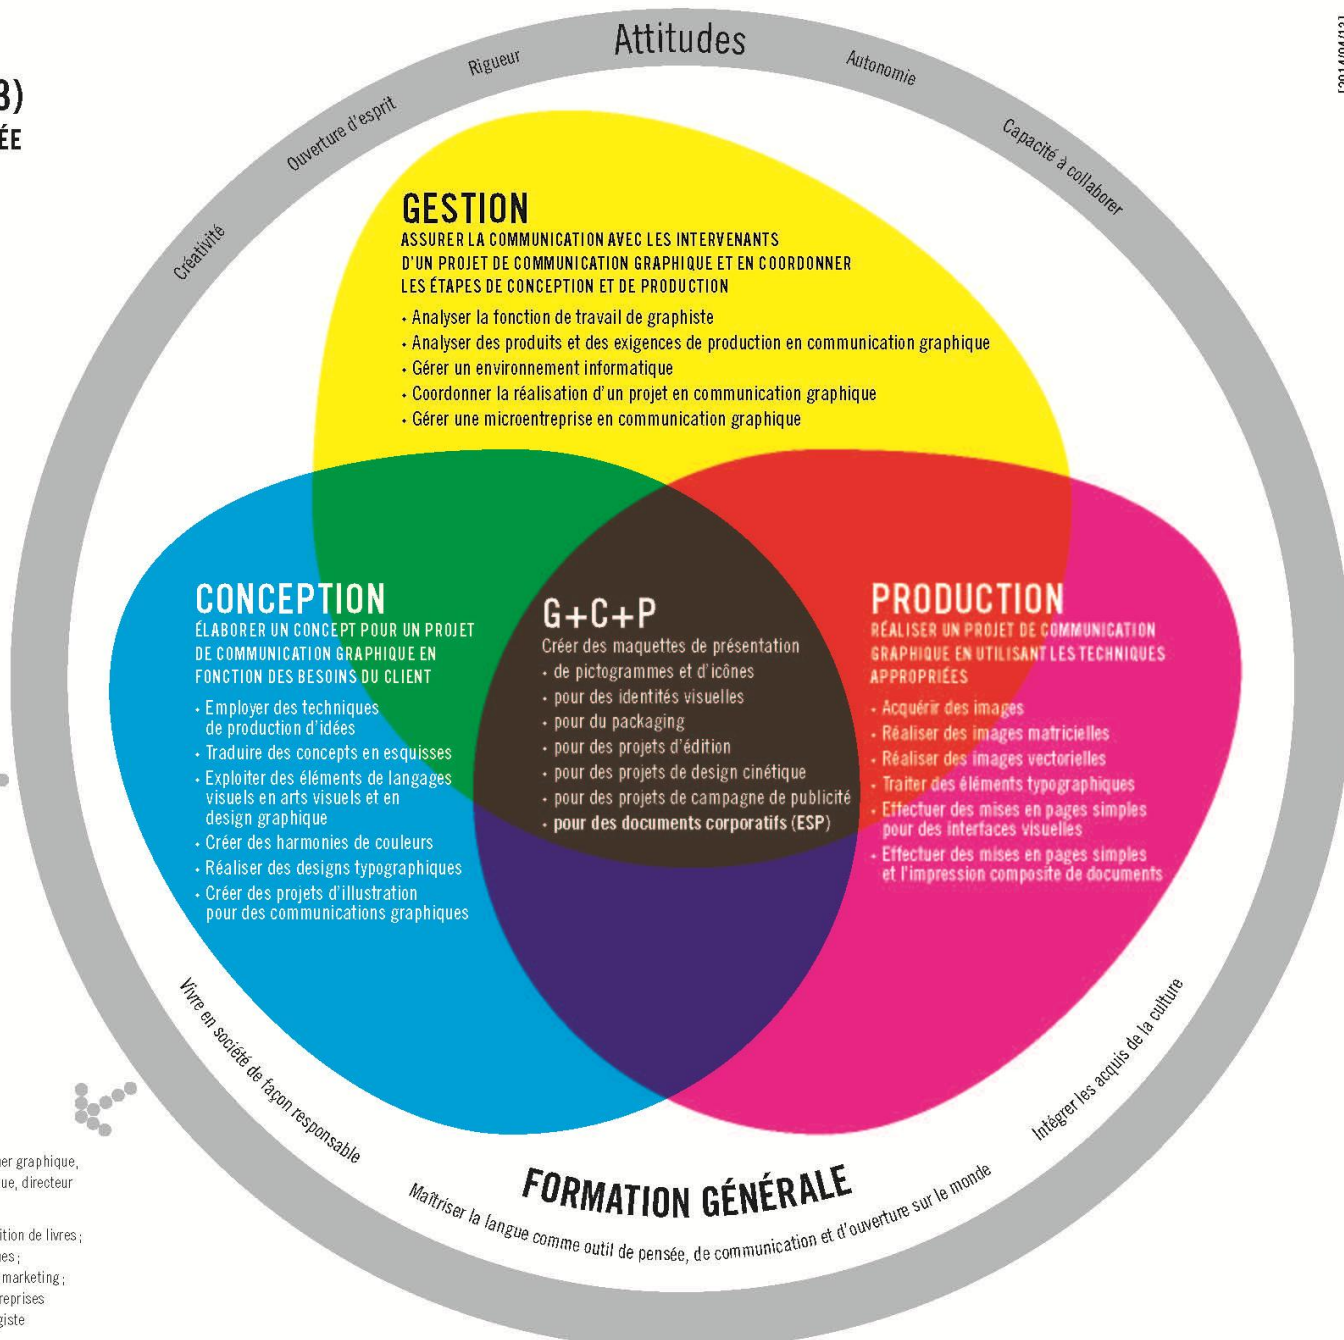 Attitudes
Créativité
Ouverture d'esprit
Rigueur
Autonomie
Capacité à collaborer
[2014/04/13]
GESTION
ASSURER LA COMMUNICATION AVEC LES INTERVENANTS
D'UN PROJET DE COMMUNICATION GRAPHIQUE ET EN COORDONNER
LES ÉTAPES DE CONCEPTION ET DE PRODUCTION
• Analyser la fonction de travail de graphiste
• Analyser des produits et des exigences de production en communication graphique
• Gérer un environnement informatique
• Coordonner la réalisation d'un projet en communication graphique
• Gérer une microentreprise en communication graphique
CONCEPTION
ÉLABORER UN CONCEPT POUR UN PROJET
DE COMMUNICATION GRAPHIQUE EN
FONCTION DES BESOINS DU CLIENT
• Employer des techniques
de production d'idées
• Traduire des concepts en esquisses
• Exploiter des éléments de langages
visuels en arts visuels et en
design graphique
• Créer des harmonies de couleurs
• Réaliser des designs typographiques
• Créer des projets d'illustration
pour des communications graphiques
G+C+P
Créer des maquettes de présentation
• de pictogrammes et d'icônes
• pour des identités visuelles
• pour du packaging
• pour des projets d'édition
• pour des projets de design cinétique
• pour des projets de campagne de publicité
• pour des documents corporatifs (ESP)
PRODUCTION
RÉALISER UN PROJET DE COMMUNICATION
GRAPHIQUE EN UTILISANT LES TECHNIQUES
APPROPRIÉES
• Acquérir des images
• Réaliser des images matricielles
• Réaliser des images vectorielles
• Traiter des éléments typographiques
• Effectuer des mises en pages simples
pour des interfaces visuelles
• Effectuer des mises en pages simples
et l'impression composite de documents
Vivre en société de façon responsable
Maîtriser la langue comme outil de pensée, de communication et d'ouverture sur le monde
Intégrer les acquis de la culture
FORMATION GÉNÉRALE
graphique,
directeur
de livres;
marketing;